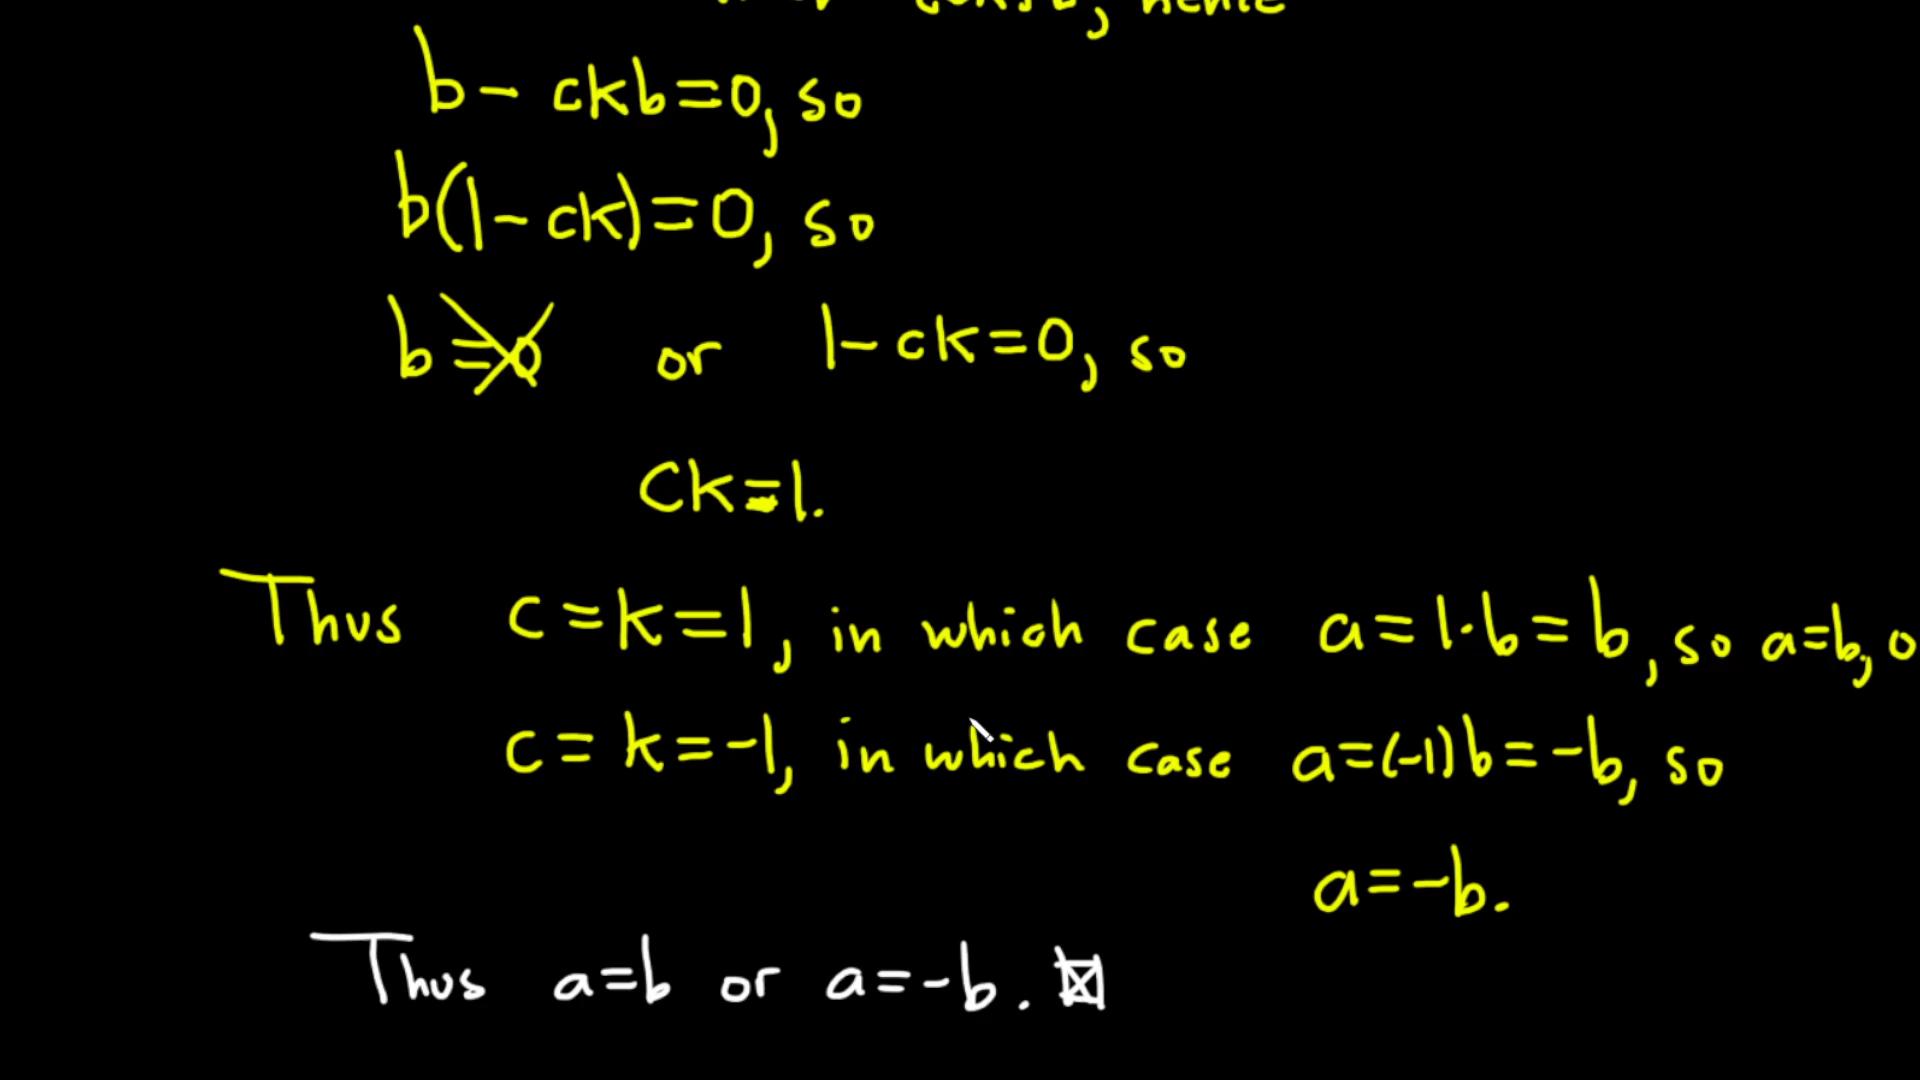 hence
b - ckb = 0, so
b(1 - ck) = 0, so
b = 0 or 1 - ck = 0, so
ck = 1.
Thus c = k = 1, in which case a = 1·b = b, so a = b, o
c = k = -1, in which case a = (-1)b = -b, so
a = -b.
Thus a = b or a = -b.